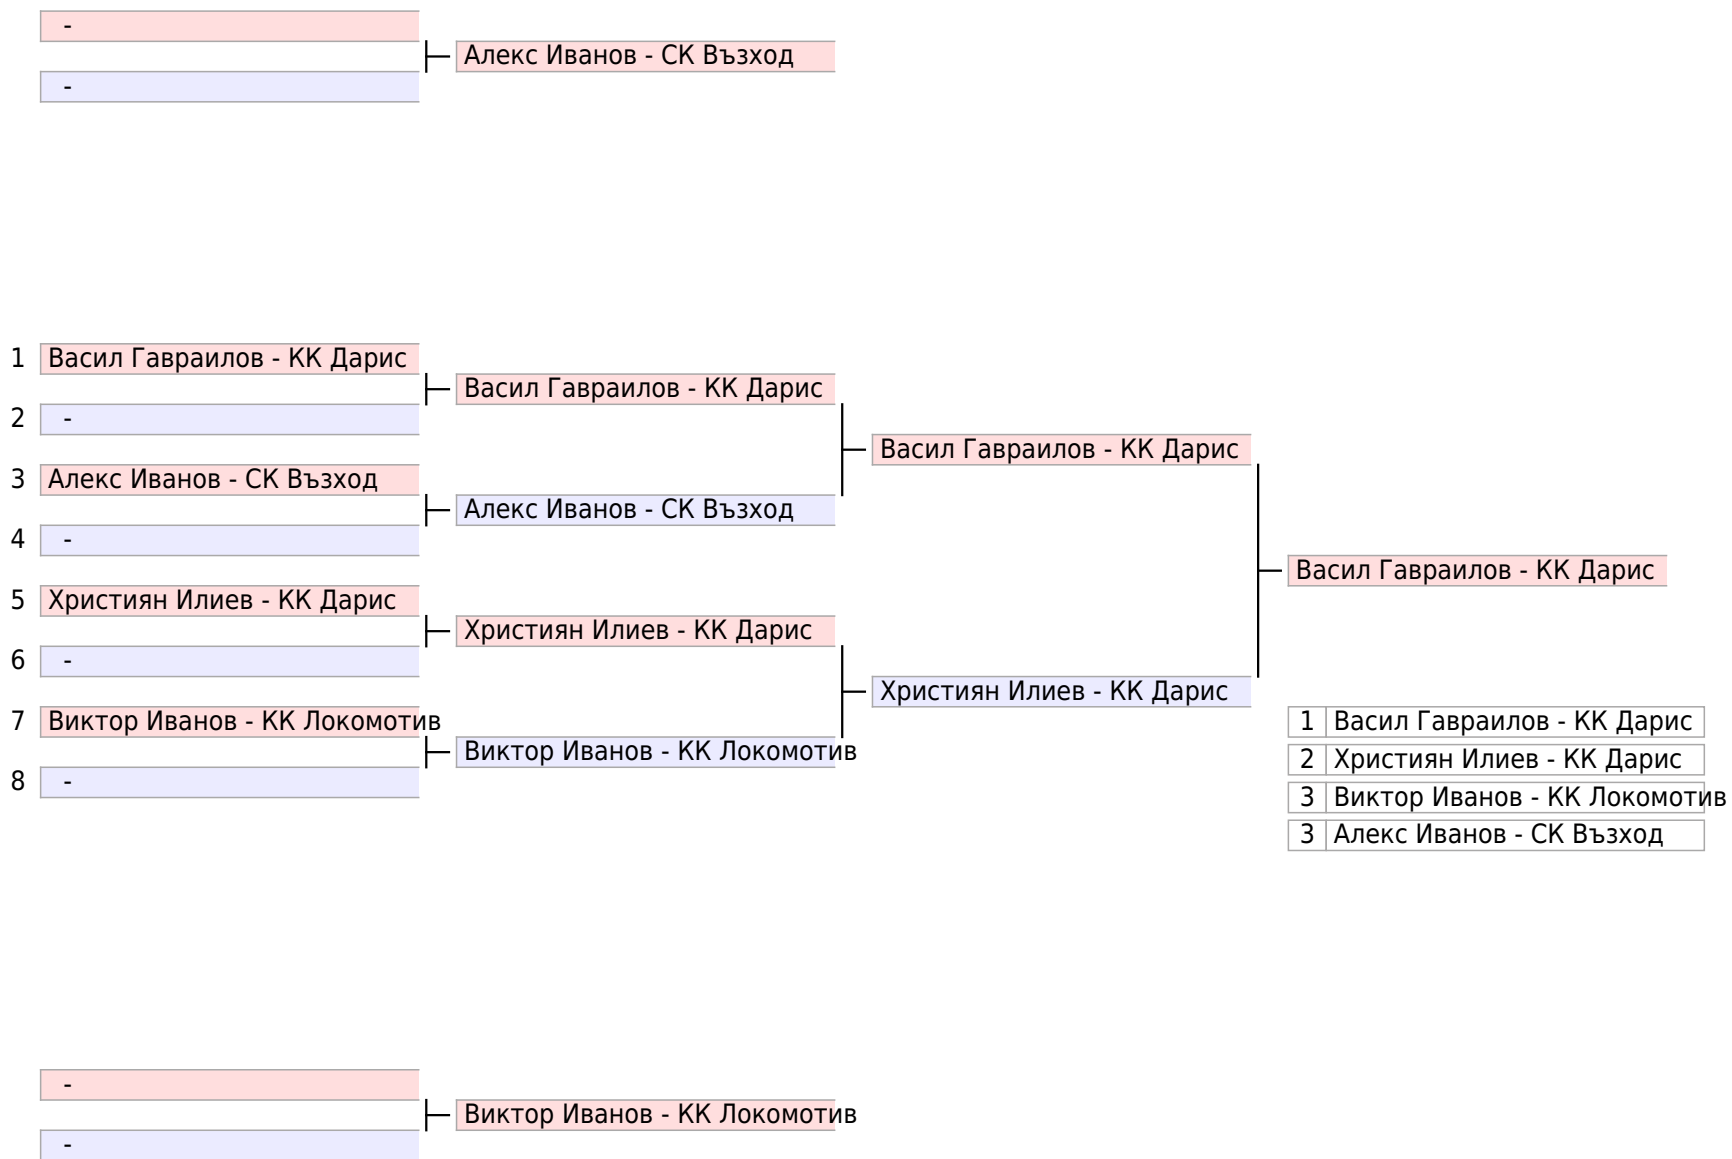 -
Алекс Иванов - СК Възход
-
1 Васил Гавраилов - КК Дарис
Васил Гавраилов - КК Дарис
2 -
Васил Гавраилов - КК Дарис
3 Алекс Иванов - СК Възход
Алекс Иванов - СК Възход
4 -
Васил Гавраилов - КК Дарис
5 Християн Илиев - КК Дарис
Християн Илиев - КК Дарис
6 -
Християн Илиев - КК Дарис
7 Виктор Иванов - КК Локомотив
Виктор Иванов - КК Локомотив
8 -
1 Васил Гавраилов - КК Дарис
2 Християн Илиев - КК Дарис
3 Виктор Иванов - КК Локомотив
3 Алекс Иванов - СК Възход
-
Виктор Иванов - КК Локомотив
-